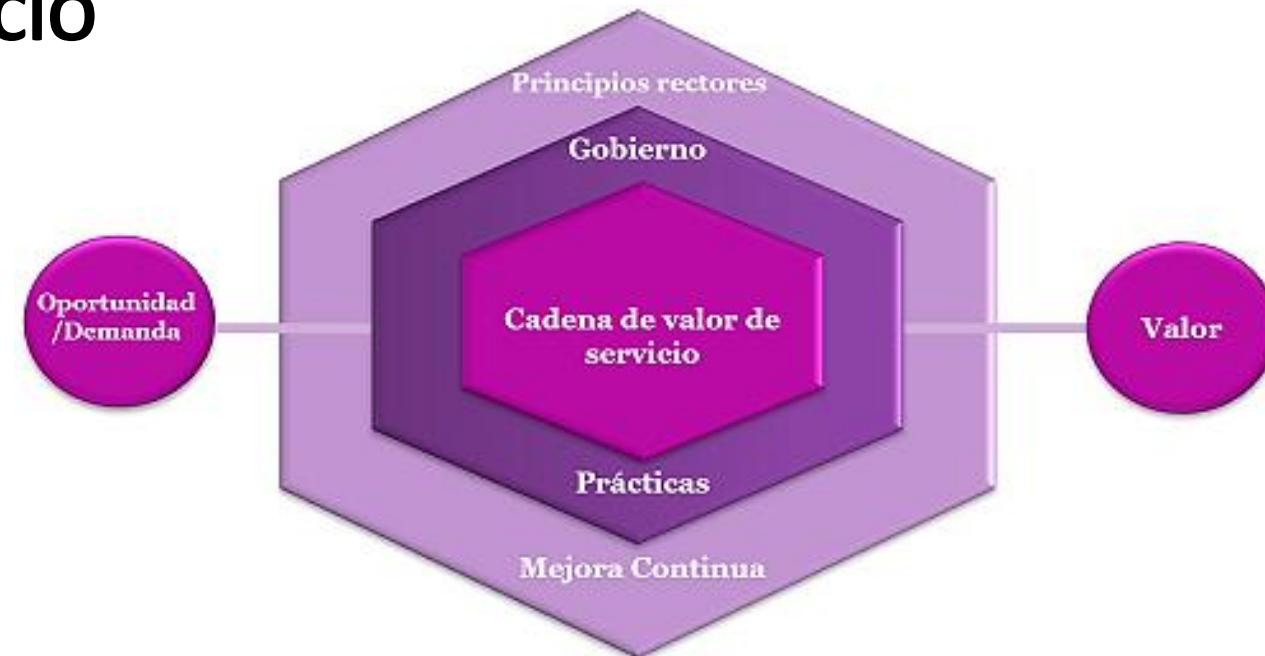 cio
Principios rectores
Gobierno
Oportunidad
/Demanda
Cadena de valor de
servicio
Valor
Prácticas
Mejora Continua